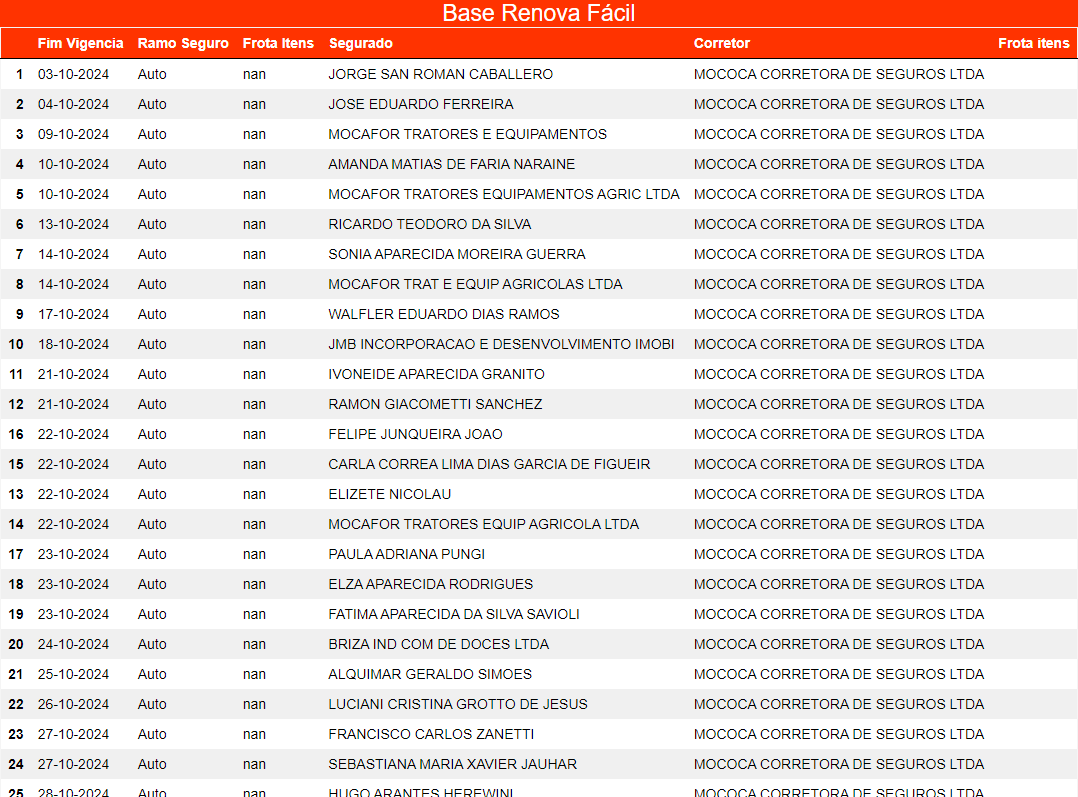 Base Renova Fácil
Fim Vigencia Ramo Seguro Frota Itens Segurado Corretor Frota itens
1 03-10-2024 Auto nan JORGE SAN ROMAN CABALLERO MOCOCA CORRETORA DE SEGUROS LTDA
2 04-10-2024 Auto nan JOSE EDUARDO FERREIRA MOCOCA CORRETORA DE SEGUROS LTDA
3 09-10-2024 Auto nan MOCAFOR TRATORES E EQUIPAMENTOS MOCOCA CORRETORA DE SEGUROS LTDA
4 10-10-2024 Auto nan AMANDA MATIAS DE FARIA NARAINE MOCOCA CORRETORA DE SEGUROS LTDA
5 10-10-2024 Auto nan MOCAFOR TRATORES EQUIPAMENTOS AGRIC LTDA MOCOCA CORRETORA DE SEGUROS LTDA
6 13-10-2024 Auto nan RICARDO TEODORO DA SILVA MOCOCA CORRETORA DE SEGUROS LTDA
7 14-10-2024 Auto nan SONIA APARECIDA MOREIRA GUERRA MOCOCA CORRETORA DE SEGUROS LTDA
8 14-10-2024 Auto nan MOCAFOR TRAT E EQUIP AGRICOLAS LTDA MOCOCA CORRETORA DE SEGUROS LTDA
9 17-10-2024 Auto nan WALFLER EDUARDO DIAS RAMOS MOCOCA CORRETORA DE SEGUROS LTDA
10 18-10-2024 Auto nan JMB INCORPORACAO E DESENVOLVIMENTO IMOBI MOCOCA CORRETORA DE SEGUROS LTDA
11 21-10-2024 Auto nan IVONEIDE APARECIDA GRANITO MOCOCA CORRETORA DE SEGUROS LTDA
12 21-10-2024 Auto nan RAMON GIACOMETTI SANCHEZ MOCOCA CORRETORA DE SEGUROS LTDA
16 22-10-2024 Auto nan FELIPE JUNQUEIRA JOAO MOCOCA CORRETORA DE SEGUROS LTDA
15 22-10-2024 Auto nan CARLA CORREA LIMA DIAS GARCIA DE FIGUEIR MOCOCA CORRETORA DE SEGUROS LTDA
13 22-10-2024 Auto nan ELIZETE NICOLAU MOCOCA CORRETORA DE SEGUROS LTDA
14 22-10-2024 Auto nan MOCAFOR TRATORES EQUIP AGRICOLA LTDA MOCOCA CORRETORA DE SEGUROS LTDA
17 23-10-2024 Auto nan PAULA ADRIANA PUNGI MOCOCA CORRETORA DE SEGUROS LTDA
18 23-10-2024 Auto nan ELZA APARECIDA RODRIGUES MOCOCA CORRETORA DE SEGUROS LTDA
19 23-10-2024 Auto nan FATIMA APARECIDA DA SILVA SAVIOLI MOCOCA CORRETORA DE SEGUROS LTDA
20 24-10-2024 Auto nan BRIZA IND COM DE DOCES LTDA MOCOCA CORRETORA DE SEGUROS LTDA
21 25-10-2024 Auto nan ALQUIMAR GERALDO SIMOES MOCOCA CORRETORA DE SEGUROS LTDA
22 26-10-2024 Auto nan LUCIANI CRISTINA GROTTO DE JESUS MOCOCA CORRETORA DE SEGUROS LTDA
23 27-10-2024 Auto nan FRANCISCO CARLOS ZANETTI MOCOCA CORRETORA DE SEGUROS LTDA
24 27-10-2024 Auto nan SEBASTIANA MARIA XAVIER JAUHAR MOCOCA CORRETORA DE SEGUROS LTDA
25 28-10-2024 Auto nan HUGO ARANTES HEREWINI MOCOCA CORRETORA DE SEGUROS LTDA